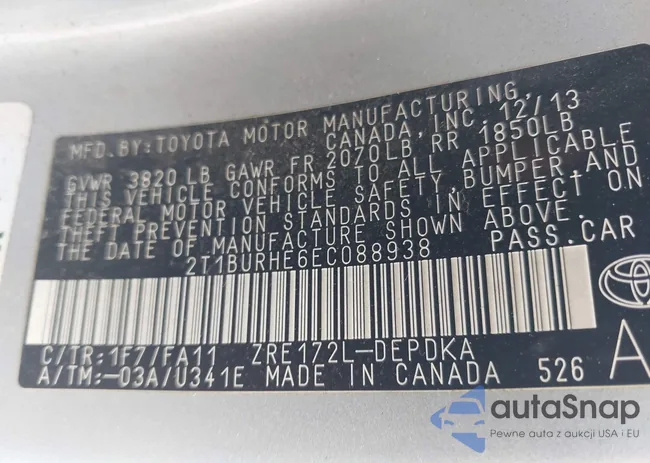 MFD. BY: TOYOTA MOTOR MANUFACTURING,
CANADA, INC. 12/13
GVWR 3820 LB GAWR FR 2070LB RR 1850LB
THIS VEHICLE CONFORMS TO ALL APPLICABLE
FEDERAL MOTOR VEHICLE SAFETY, BUMPER AND
THEFT PREVENTION STANDARDS IN EFFECT ON
THE DATE OF MANUFACTURE SHOWN ABOVE.
2T1BURHE6EC088938 PASS. CAR
C/TR: 1F7/FA11 ZRE172L-DEPDKA
A/TM:-03A/U341E MADE IN CANADA 526 A
autaSnap
Pewne auta z aukcji USA i EU